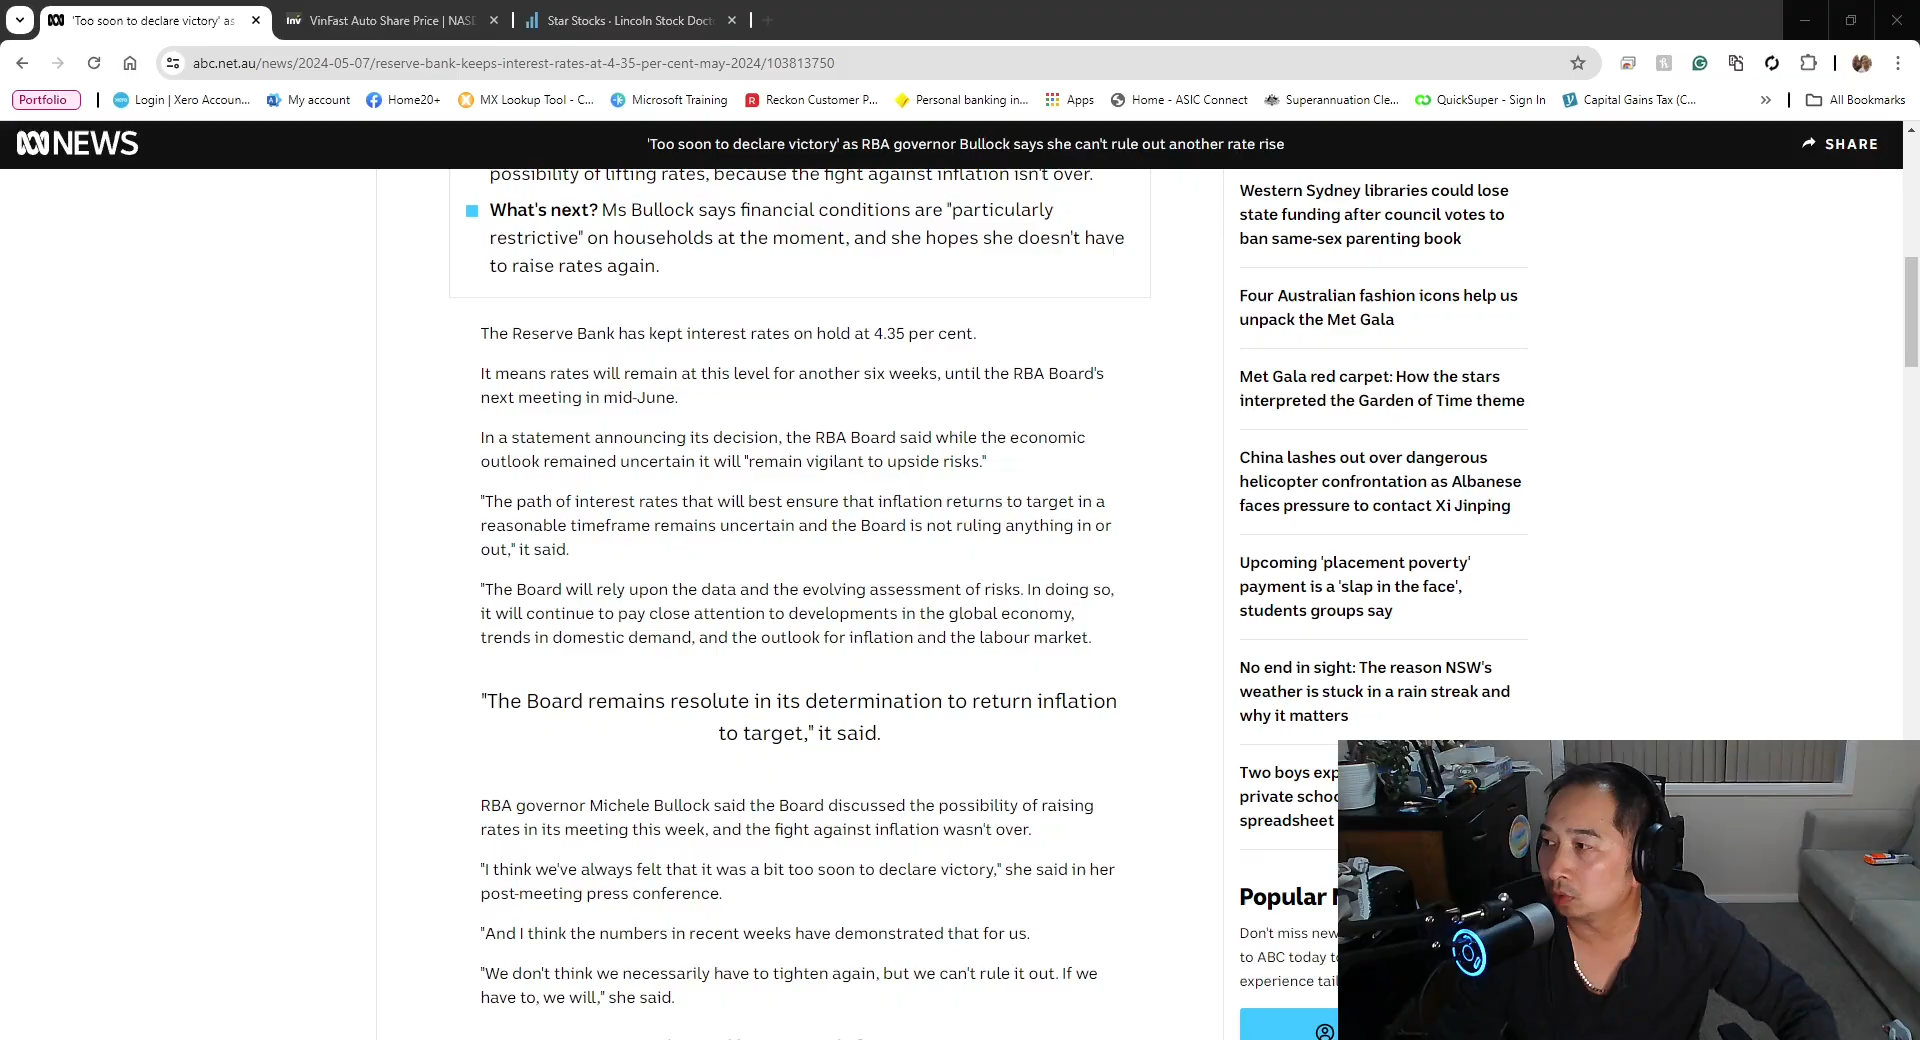 'Too soon to declare victory' as
Inv VinFast Auto Share Price | NAS
Star Stocks · Lincoln Stock Doct
abc.net.au/news/2024-05-07/reserve-bank-keeps-interest-rates-at-4-35-per-cent-may-2024/103813750
Portfolio
Login | Xero Accoun...
My account
Home20+
MX Lookup Tool - C...
Microsoft Training
Reckon Customer P...
Personal banking in...
Apps
Home - ASIC Connect
Superannuation Cle...
QuickSuper - Sign In
Capital Gains Tax (C...
All Bookmarks
NEWS
'Too soon to declare victory' as RBA governor Bullock says she can't rule out another rate rise
SHARE
possibility of lifting rates, because the fight against inflation isn't over.
What's next? Ms Bullock says financial conditions are "particularly
restrictive" on households at the moment, and she hopes she doesn't have
to raise rates again.
The Reserve Bank has kept interest rates on hold at 4.35 per cent.
It means rates will remain at this level for another six weeks, until the RBA Board's
next meeting in mid-June.
In a statement announcing its decision, the RBA Board said while the economic
outlook remained uncertain it will "remain vigilant to upside risks."
"The path of interest rates that will best ensure that inflation returns to target in a
reasonable timeframe remains uncertain and the Board is not ruling anything in or
out," it said.
"The Board will rely upon the data and the evolving assessment of risks. In doing so,
it will continue to pay close attention to developments in the global economy,
trends in domestic demand, and the outlook for inflation and the labour market.
"The Board remains resolute in its determination to return inflation
to target," it said.
RBA governor Michele Bullock said the Board discussed the possibility of raising
rates in its meeting this week, and the fight against inflation wasn't over.
"I think we've always felt that it was a bit too soon to declare victory," she said in her
post-meeting press conference.
"And I think the numbers in recent weeks have demonstrated that for us.
"We don't think we necessarily have to tighten again, but we can't rule it out. If we
have to, we will," she said.
Western Sydney libraries could lose
state funding after council votes to
ban same-sex parenting book
Four Australian fashion icons help us
unpack the Met Gala
Met Gala red carpet: How the stars
interpreted the Garden of Time theme
China lashes out over dangerous
helicopter confrontation as Albanese
faces pressure to contact Xi Jinping
Upcoming 'placement poverty'
payment is a 'slap in the face',
students groups say
No end in sight: The reason NSW's
weather is stuck in a rain streak and
why it matters
Two boys exp
private schoo
spreadsheet
Popular
Don't miss new
to ABC today t
experience tail